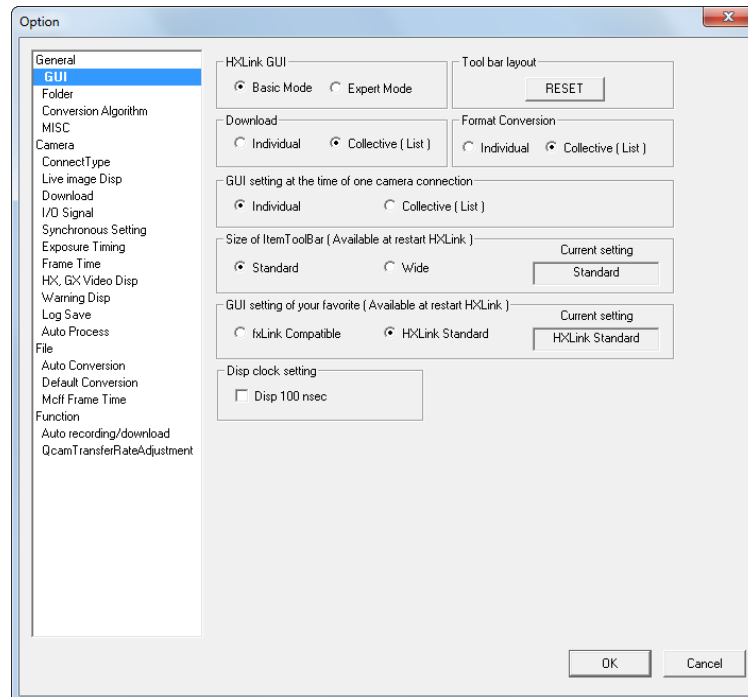 Option
General
GUI
Folder
Conversion Algorithm
MISC
Camera
ConnectType
Live image Disp
Download
I/O Signal
Synchronous Setting
Exposure Timing
Frame Time
HX, GX Video Disp
Warning Disp
Log Save
Auto Process
File
Auto Conversion
Default Conversion
Mcff Frame Time
Function
Auto recording/download
QcamTransferRateAdjustment
HXLink GUI
Basic Mode Expert Mode
Tool bar layout
RESET
Download
Individual Collective ( List )
Format Conversion
Individual Collective ( List )
GUI setting at the time of one camera connection
Individual Collective ( List )
Size of ItemToolBar ( Available at restart HXLink )
Current setting
Standard Wide Standard
GUI setting of your favorite ( Available at restart HXLink )
Current setting
fxLink Compatible HXLink Standard HXLink Standard
Disp clock setting
Disp 100 nsec
OK Cancel